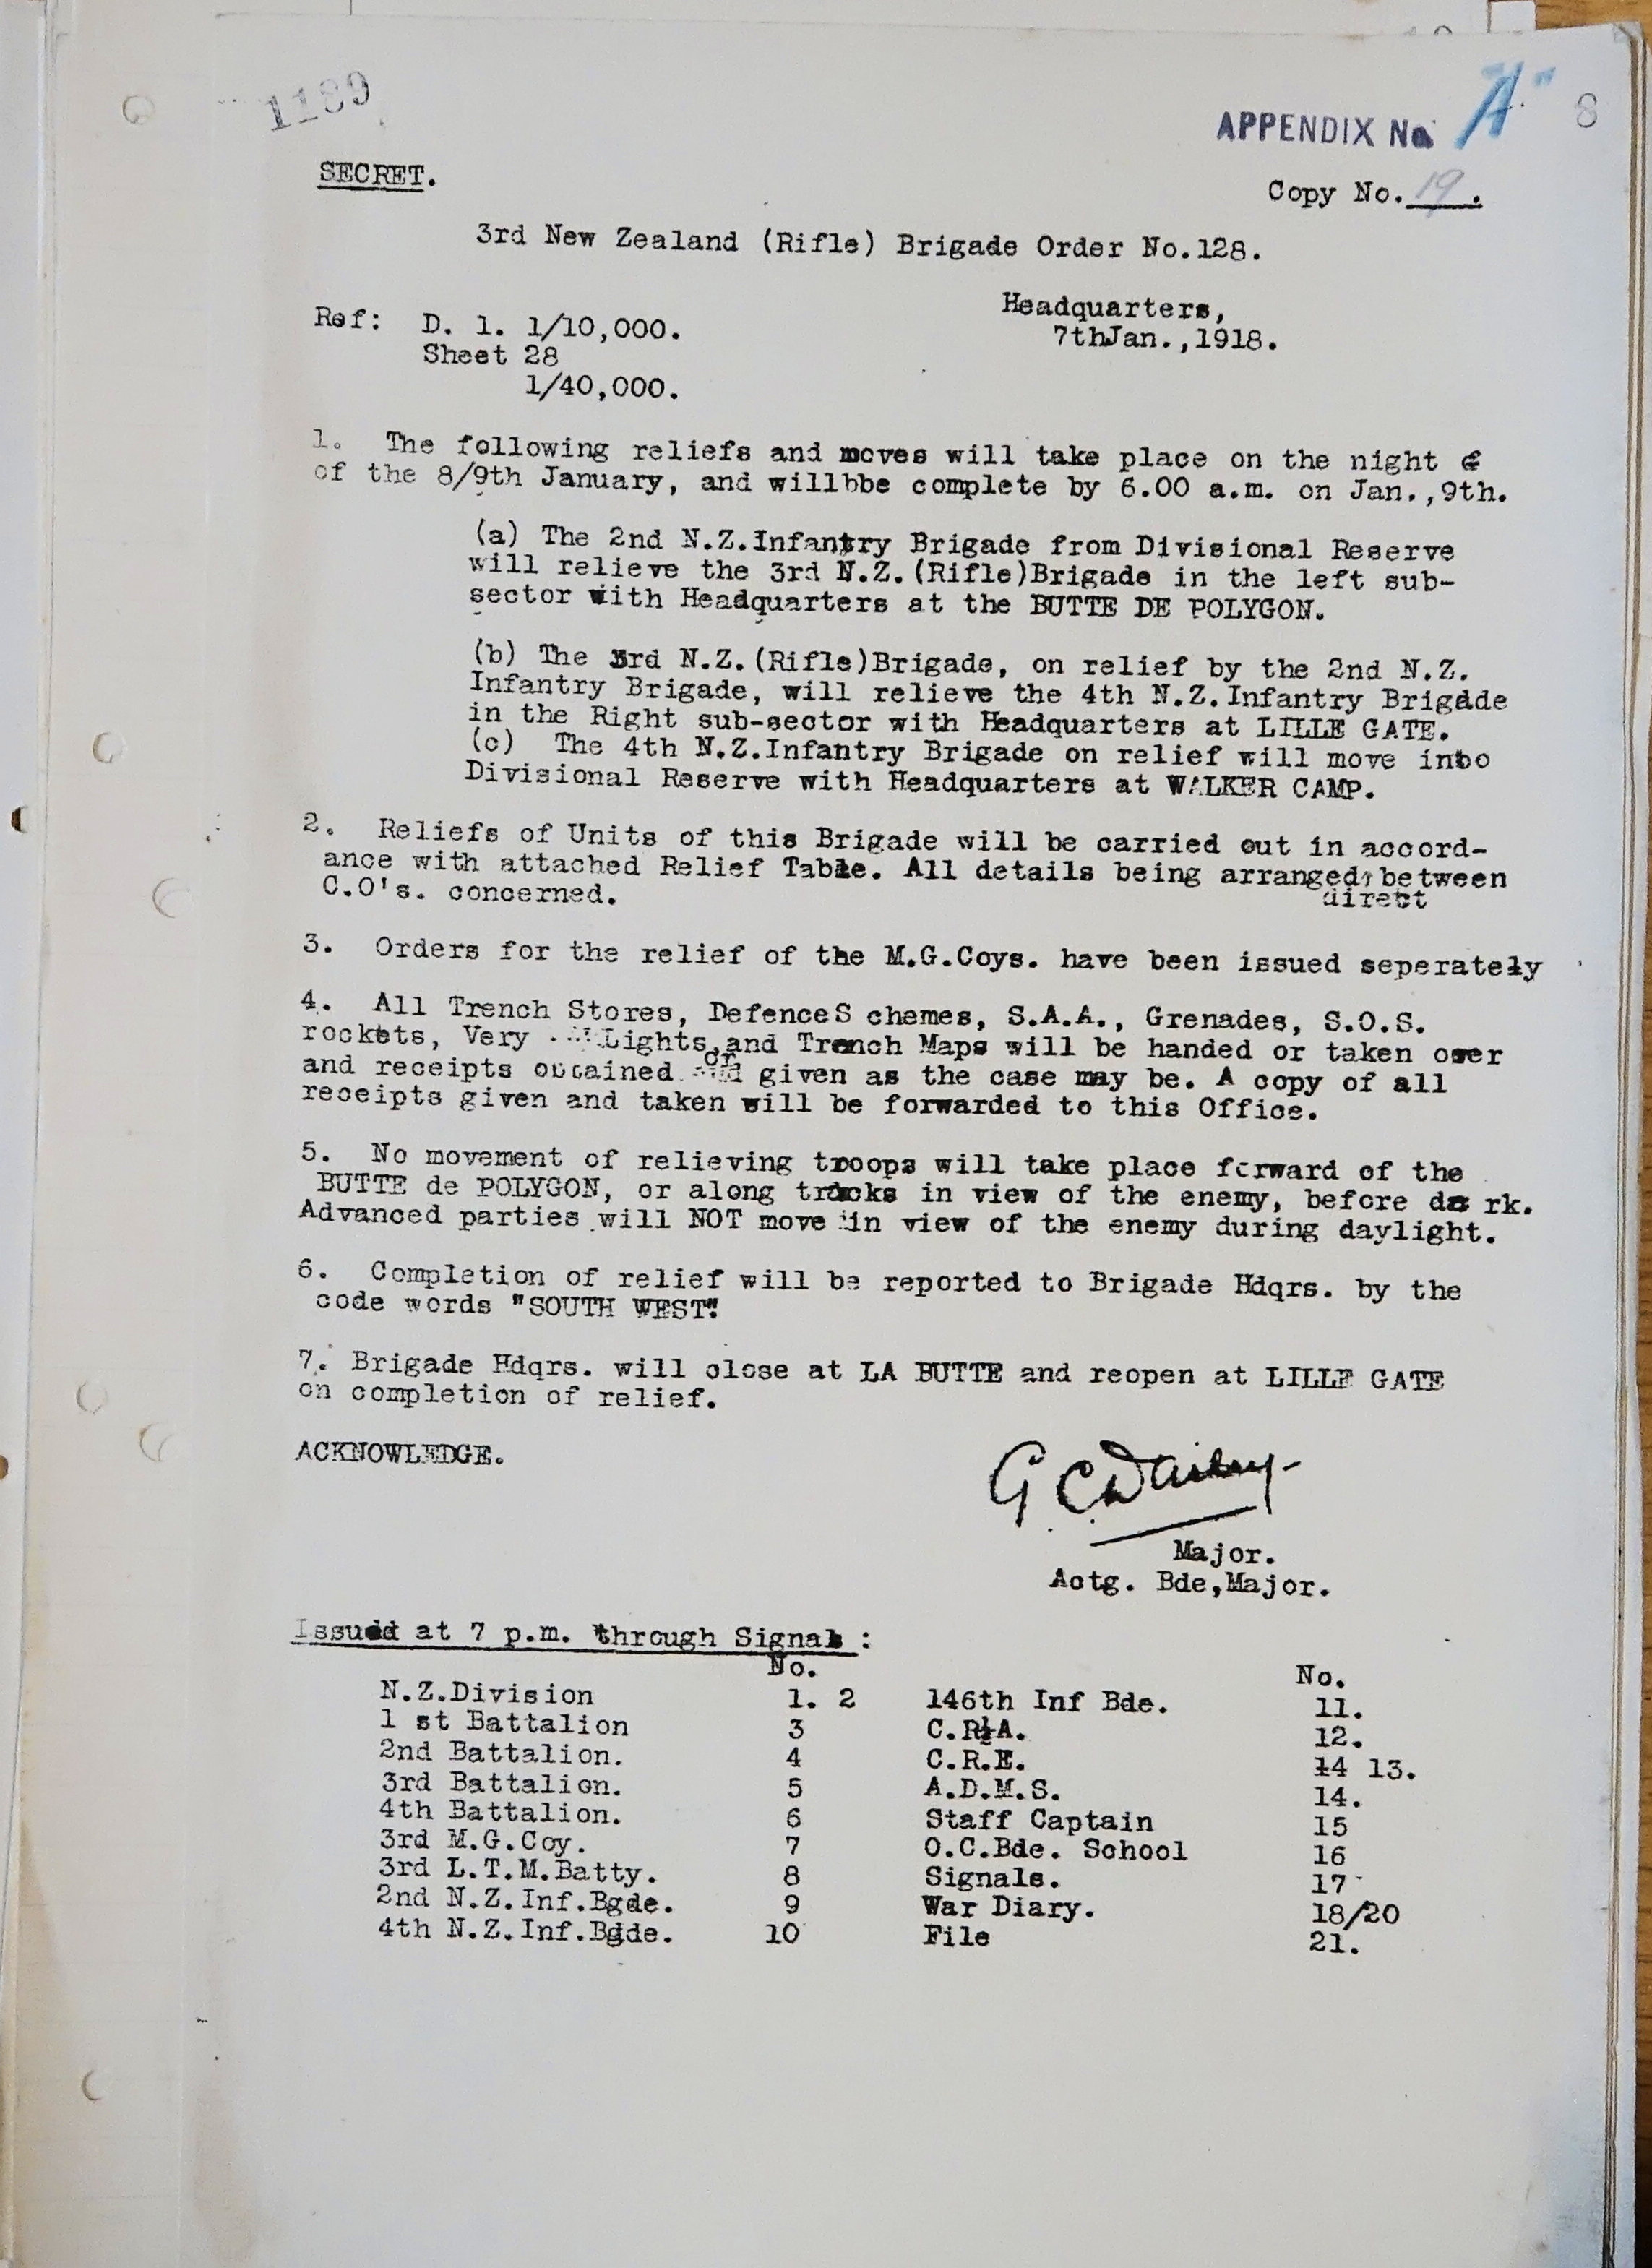 1189
APPENDIX No. "A" 8
SECRET.
Copy No. 19.
3rd New Zealand (Rifle) Brigade Order No.128.
Headquarters,
7thJan.,1918.
Ref: D. 1. 1/10,000.
Sheet 28
1/40,000.
1. The following reliefs and moves will take place on the night
of the 8/9th January, and willbbe complete by 6.00 a.m. on Jan.,9th.
(a) The 2nd N.Z.Infantry Brigade from Divisional Reserve
will relieve the 3rd N.Z.(Rifle)Brigade in the left sub-
sector with Headquarters at the BUTTE DE POLYGON.
(b) The 3rd N.Z.(Rifle)Brigade, on relief by the 2nd N.Z.
Infantry Brigade, will relieve the 4th N.Z.Infantry Brigade
in the Right sub-sector with Headquarters at LILLE GATE.
(c) The 4th N.Z.Infantry Brigade on relief will move into
Divisional Reserve with Headquarters at WALKER CAMP.
2. Reliefs of Units of this Brigade will be carried out in accord-
ance with attached Relief Table. All details being arranged, between
direct
C.O's. concerned.
3. Orders for the relief of the M.G.Coys. have been issued seperately
4. All Trench Stores, DefenceS chemes, S.A.A., Grenades, S.O.S.
rockets, Very Lights, and Trench Maps will be handed or taken over
and receipts obtained or given as the case may be. A copy of all
receipts given and taken will be forwarded to this Office.
5. No movement of relieving troops will take place forward of the
BUTTE de POLYGON, or along tracks in view of the enemy, before da rk.
Advanced parties will NOT move in view of the enemy during daylight.
6. Completion of relief will be reported to Brigade Hdqrs. by the
code words "SOUTH WEST".
7. Brigade Hdqrs. will close at LA BUTTE and reopen at LILLE GATE
on completion of relief.
ACKNOWLEDGE.
Major.
Actg. Bde,Major.
Issued at 7 p.m. through Signals :
No. No.
N.Z.Division 1. 2 146th Inf Bde. 11.
1 st Battalion 3 C.R.A. 12.
2nd Battalion. 4 C.R.E. 14 13.
3rd Battalion. 5 A.D.M.S. 14.
4th Battalion. 6 Staff Captain 15
3rd M.G.Coy. 7 O.C.Bde. School 16
3rd L.T.M.Batty. 8 Signals. 17
2nd N.Z.Inf.Bgde. 9 War Diary. 18/20
4th N.Z.Inf.Bgde. 10 File 21.